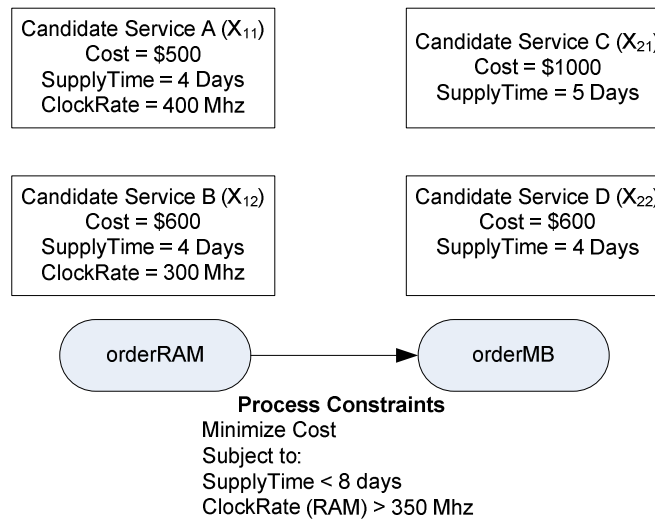 Candidate Service A (X₁₁)
Cost = $500
SupplyTime = 4 Days
ClockRate = 400 Mhz
Candidate Service C (X₂₁)
Cost = $1000
SupplyTime = 5 Days
Candidate Service B (X₁₂)
Cost = $600
SupplyTime = 4 Days
ClockRate = 300 Mhz
Candidate Service D (X₂₂)
Cost = $600
SupplyTime = 4 Days
orderRAM
orderMB
Process Constraints
Minimize Cost
Subject to:
SupplyTime < 8 days
ClockRate (RAM) > 350 Mhz